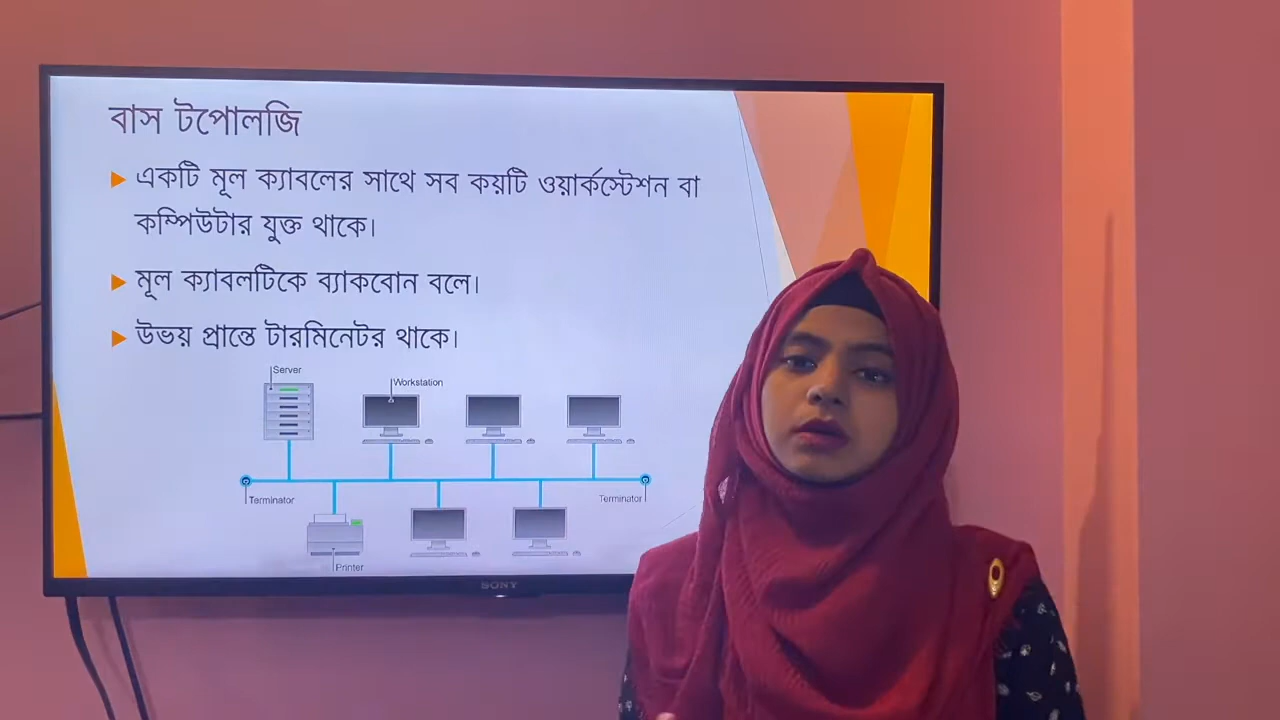 বাস টপোলজি
একটি মূল ক্যাবলের সাথে সব কয়টি ওয়ার্কস্টেশন বা
কম্পিউটার যুক্ত থাকে।
মূল ক্যাবলটিকে ব্যাকবোন বলে।
উভয় প্রান্তে টারমিনেটর থাকে।
Server
Workstation
Terminator
Terminator
Printer
SONY